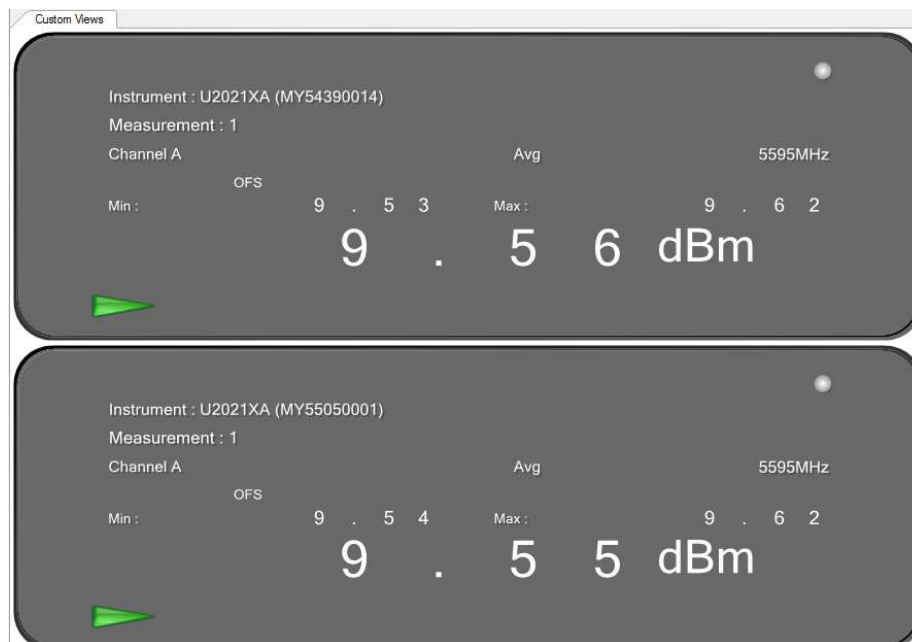 Custom Views
Instrument : U2021XA (MY54390014)
Measurement : 1
Channel A Avg 5595MHz
OFS
Min : 9 . 5 3 Max : 9 . 6 2
9 . 5 6 dBm
Instrument : U2021XA (MY55050001)
Measurement : 1
Channel A Avg 5595MHz
OFS
Min : 9 . 5 4 Max : 9 . 6 2
9 . 5 5 dBm